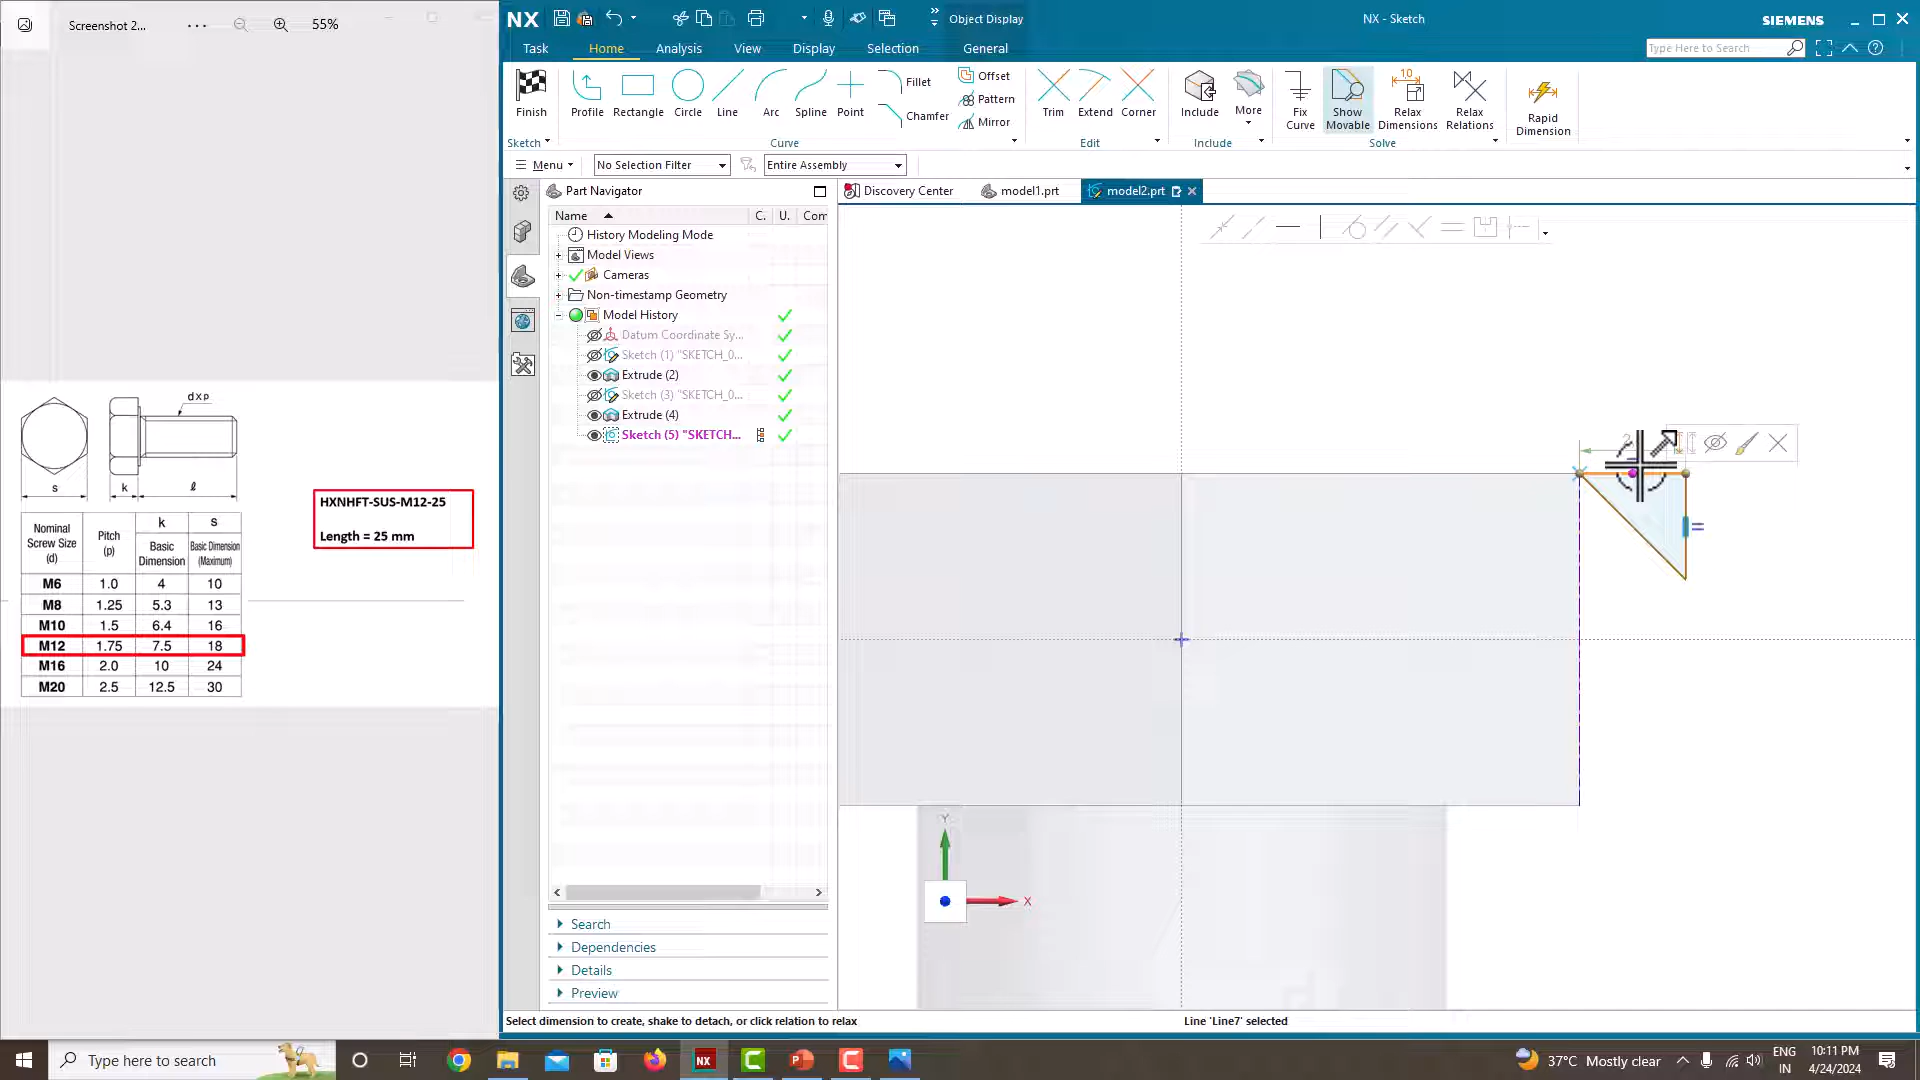 Screenshot 2...
55%
dxp
s
k
ℓ
HXNHFT-SUS-M12-25
Length = 25 mm
Nominal Screw Size (d) Pitch (p) k Basic Dimension s Basic Dimension (Maximum)
M6 1.0 4 10
M8 1.25 5.3 13
M10 1.5 6.4 16
M12 1.75 7.5 18
M16 2.0 10 24
M20 2.5 12.5 30
NX
Object Display
NX - Sketch
SIEMENS
Task Home Analysis View Display Selection General
Type Here to Search
Finish
Profile
Rectangle
Circle
Line
Arc
Spline
Point
Fillet
Chamfer
Offset
Pattern
Mirror
Trim
Extend
Corner
Include
More
Fix Curve
Show Movable
1.0
Relax Dimensions
Relax Relations
Rapid Dimension
Sketch
Curve
Edit
Include
Solve
Menu
No Selection Filter
Entire Assembly
Part Navigator
Discovery Center
model1.prt
model2.prt
Name C. U. Com
History Modeling Mode
Model Views
Cameras
Non-timestamp Geometry
Model History
Datum Coordinate Sy...
Sketch (1) "SKETCH_0...
Extrude (2)
Sketch (3) "SKETCH_0...
Extrude (4)
Sketch (5) "SKETCH...
Search
Dependencies
Details
Preview
Y
X
Select dimension to create, shake to detach, or click relation to relax
Line 'Line7' selected
Type here to search
NX
37°C Mostly clear
ENG
IN
10:11 PM
4/24/2024